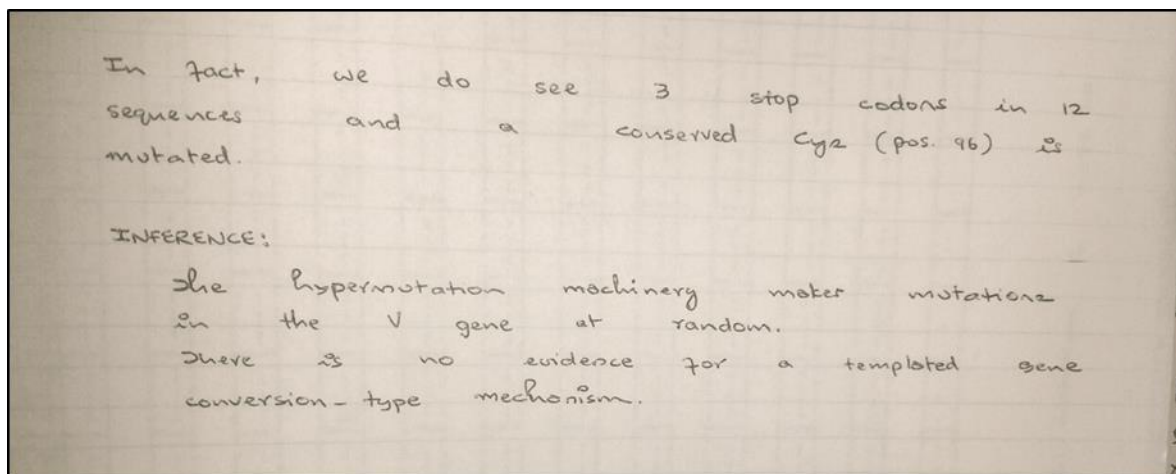 In fact, we do see 3 stop codons in 12
sequences and a conserved Cys (pos. 96) is
mutated.
INFERENCE:
The hypermutation machinery makes mutations
in the V gene at random.
There is no evidence for a templated gene
conversion-type mechanism.